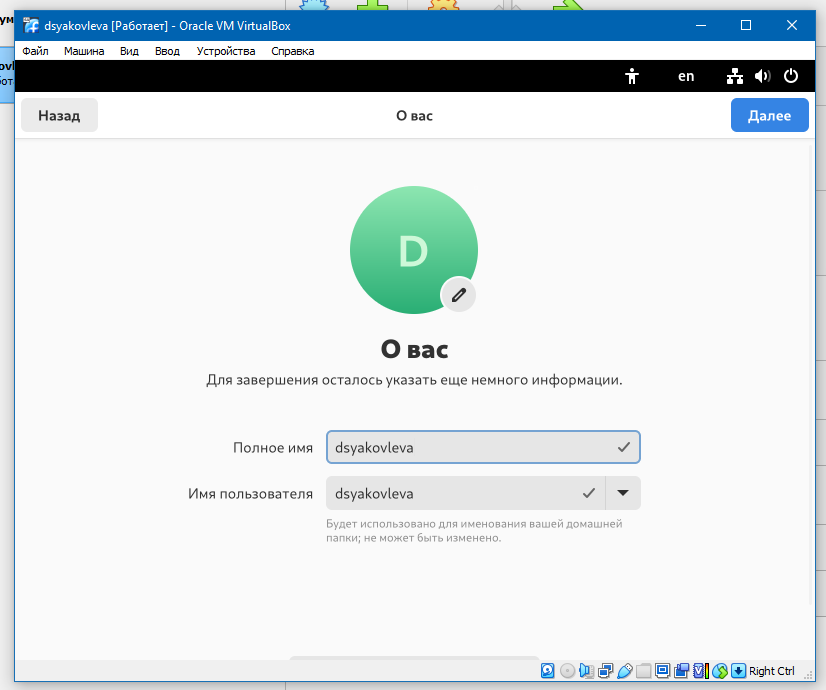 dsyakovleva [Работает] - Oracle VM VirtualBox
Файл Машина Вид Ввод Устройства Справка
en
Назад О вас Далее
D
О вас
Для завершения осталось указать еще немного информации.
Полное имя dsyakovleva
Имя пользователя dsyakovleva
Будет использовано для именования вашей домашней
папки; не может быть изменено.
Right Ctrl